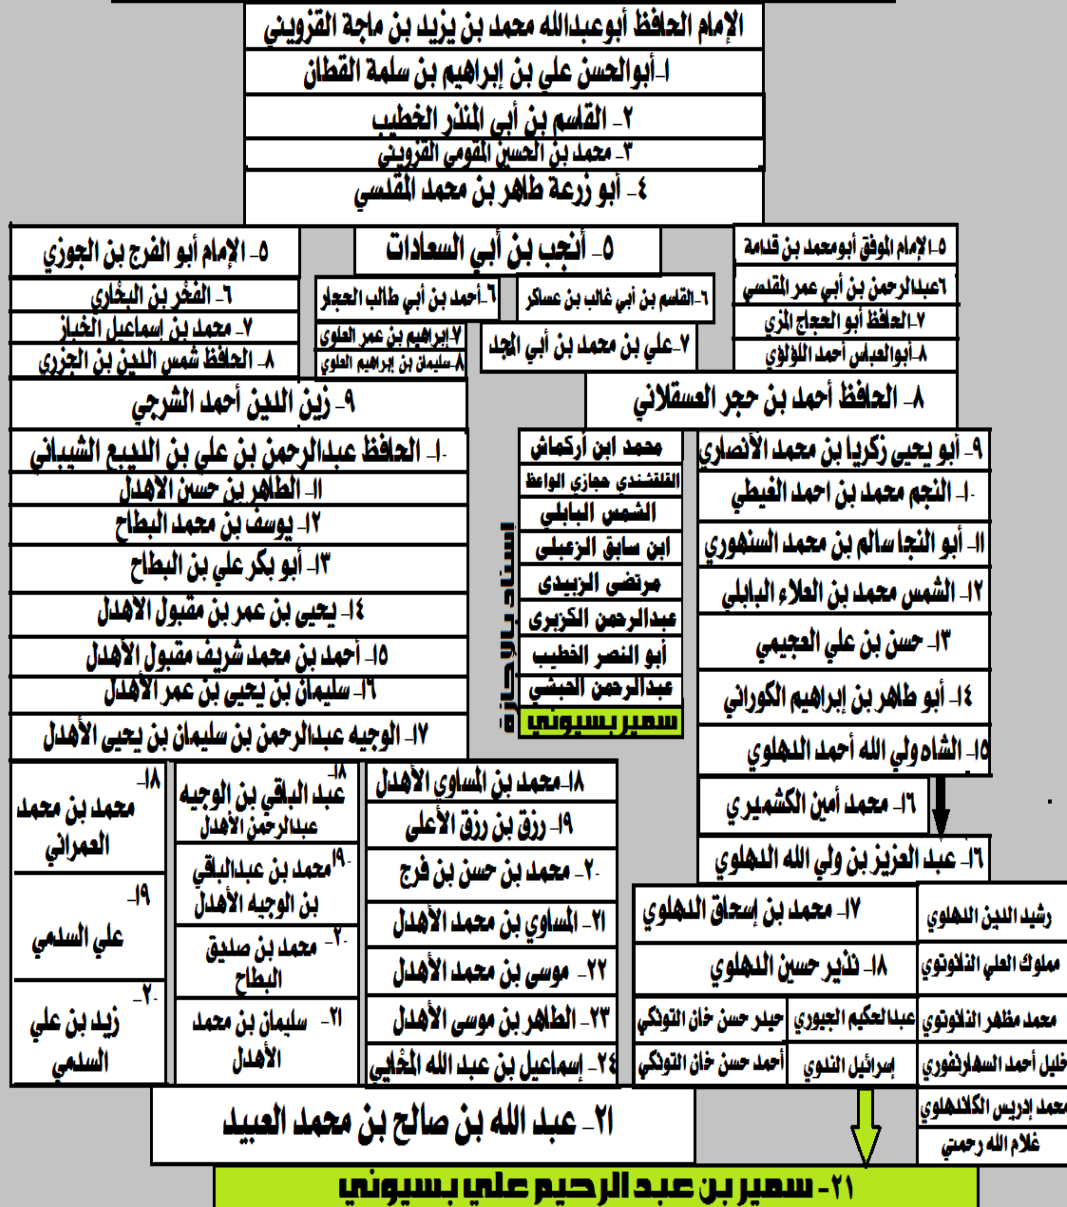 الإمام الحافظ أبوعبدالله محمد بن يزيد بن ماجة القزويني
١-أبوالحسن علي بن إبراهيم بن سلمة القطان
٢- القاسم بن أبي المنذر الخطيب
٣- محمد بن الحسين المقومي القزويني
٤- أبو زرعة طاهر بن محمد المقدسي
٥-الإمام الموفق أبومحمد بن قدامة
٦عبدالرحمن بن أبي عمر المقدسي
٧-الحافظ أبو الحجاج المزي
٨-أبوالعباس أحمد اللؤلؤي
٥- أنجب بن أبي السعادات
٦-القاسم بن أبي غالب بن عساكر
٧-علي بن محمد بن أبي المجد
٦-أحمد بن أبي طالب الحجار
٧-إبراهيم بن عمر العلوي
٨-سليمان بن إبراهيم العلوي
٥- الإمام أبو الفرج بن الجوزي
٦- الفخر بن البخاري
٧- محمد بن إسماعيل الخباز
٨- الحافظ شمس الدين بن الجزري
٨- الحافظ أحمد بن حجر العسقلاني
٩- أبو يحيى زكريا بن محمد الأنصاري
١٠- النجم محمد بن احمد الغيطي
١١- أبو النجا سالم بن محمد السنهوري
١٢- الشمس محمد بن العلاء البابلي
١٣- حسن بن علي العجيمي
١٤- أبو طاهر بن إبراهيم الكوراني
١٥- الشاه ولي الله أحمد الدهلوي
١٦- محمد أمين الكشميري
١٦- عبد العزيز بن ولي الله الدهلوي
محمد ابن أركماش
القلقشندي حجازي الواعظ
الشمس البابلي
ابن سابق الزعبلى
مرتضى الزبيدى
عبدالرحمن الكزبرى
أبو النصر الخطيب
عبدالرحمن الحبشي
سمير بسيوني
اسناد بالاجازة
٩- زين الدين أحمد الشرجي
١٠- الحافظ عبدالرحمن بن علي بن الديبع الشيباني
١١- الطاهر بن حسين الاهدل
١٢- يوسف بن محمد البطاح
١٣- أبو بكر علي بن البطاح
١٤- يحيى بن عمر بن مقبول الاهدل
١٥- أحمد بن محمد شريف مقبول الأهدل
١٦- سليمان بن يحيى بن عمر الأهدل
١٧- الوجيه عبدالرحمن بن سليمان بن يحيى الأهدل
رشيد الدين الدهلوي
مملوك العلي النانوتوي
محمد مظهر النانوتوي
خليل أحمد السهارنفوري
محمد إدريس الكاندهلوي
غلام الله رحمتي
١٧- محمد بن إسحاق الدهلوي
١٨- نذير حسين الدهلوي
عبدالحكيم الجيوري
إسرائيل الندوي
حيدر حسن خان التونكي
أحمد حسن خان التونكي
١٨-محمد بن المساوي الأهدل
١٩- رزق بن رزق الأعلى
٢٠- محمد بن حسن بن فرج
٢١- المساوي بن محمد الأهدل
٢٢- موسى بن محمد الأهدل
٢٣- الطاهر بن موسى الأهدل
٢٤- إسماعيل بن عبد الله المخايي
١٨-
عبد الباقي بن الوجيه
عبدالرحمن الأهدل
١٩- محمد بن عبدالباقي
بن الوجيه الأهدل
٢٠- محمد بن صديق
البطاح
٢١- سليمان بن محمد
الأهدل
١٨-
محمد بن محمد
العمراني
١٩-
علي السدمي
٢٠-
زيد بن علي
السدمي
٢١- عبد الله بن صالح بن محمد العبيد
٢١- سمير بن عبد الرحيم علي بسيوني